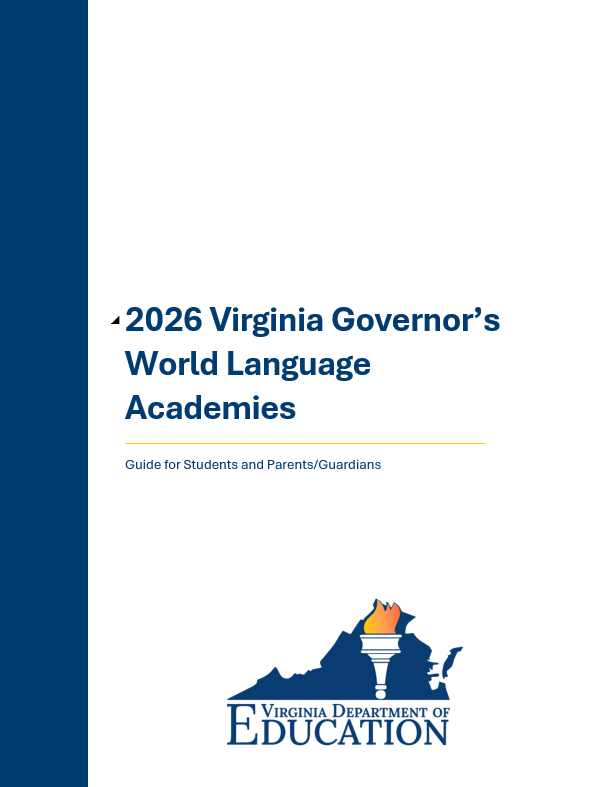 2026 Virginia Governor’s
World Language
Academies
Guide for Students and Parents/Guardians
VIRGINIA DEPARTMENT OF
EDUCATION